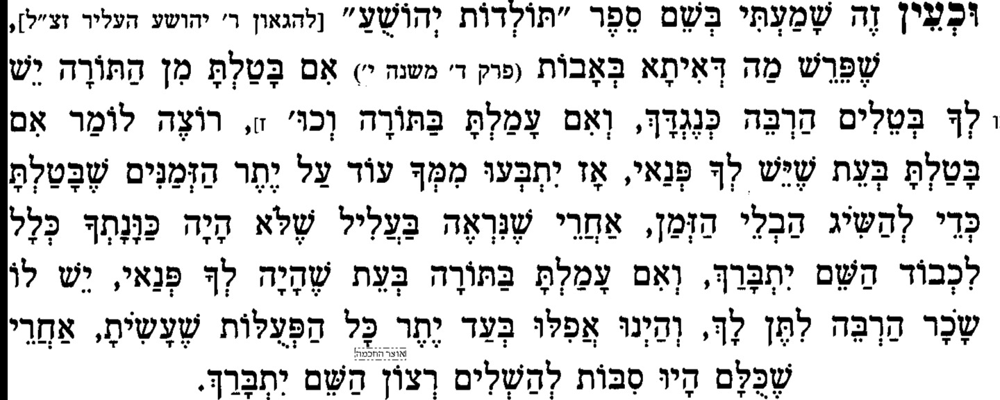 וּכְעֵין זֶה שָׁמַעְתִּי בְּשֵׁם סֵפֶר ״תּוֹלְדוֹת יְהוֹשֻׁעַ״ [להגאון ר׳ יהושע העליר זצ״ל],
שֶׁפֵּרֵשׁ מַה דְּאִיתָא בְּאָבוֹת (פרק ד׳ משנה י׳) אִם בָּטַלְתָּ מִן הַתּוֹרָה יֵשׁ
לְךָ בְּטֵלִים הַרְבֵּה כְּנֶגְדָּךְ, וְאִם עָמַלְתָּ בַּתּוֹרָה וְכוּ׳ ז], רוֹצֶה לוֹמַר אִם
בָּטַלְתָּ בְּעֵת שֶׁיֵּשׁ לְךָ פְּנַאי, אָז יִתְבְּעוּ מִמְּךָ עוֹד עַל יֶתֶר הַזְּמַנִּים שֶׁבָּטַלְתָּ
כְּדֵי לְהַשִּׂיג הַבְלֵי הַזְּמַן, אַחֲרֵי שֶׁנִּרְאֶה בַּעֲלִיל שֶׁלֹּא הָיָה כַּוָּנָתְךָ כְּלָל
לִכְבוֹד הַשֵּׁם יִתְבָּרַךְ, וְאִם עָמַלְתָּ בַּתּוֹרָה בְּעֵת שֶׁהָיָה לְךָ פְּנַאי, יֵשׁ לוֹ
שָׂכָר הַרְבֵּה לִתֶּן לָךְ, וְהַיְנוּ אֲפִלּוּ בְּעַד יֶתֶר כָּל הַפְּעֻלּוֹת שֶׁעָשִׂיתָ, אַחֲרֵי
אוצר החכמה
שֶׁכֻּלָּם הָיוּ סִבּוֹת לְהַשְׁלִים רְצוֹן הַשֵּׁם יִתְבָּרַךְ.